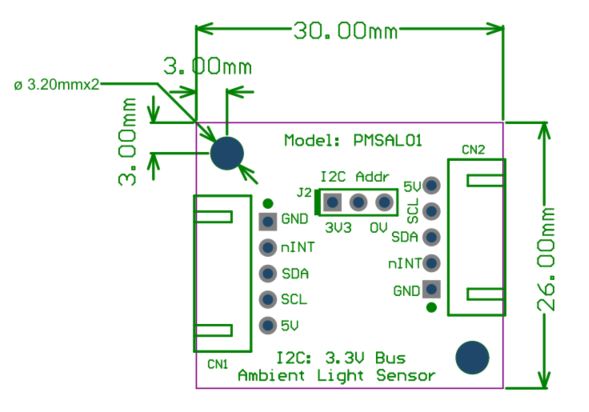 30.00mm
3.00mm
ø 3.20mmx2
3.00mm
Model: PMSAL01
CN2
I2C Addr
J2
5V
SCL
3V3 0V
SDA
nINT
GND
GND
nINT
SDA
SCL
5V
26.00mm
I2C: 3.3V Bus
CN1
Ambient Light Sensor